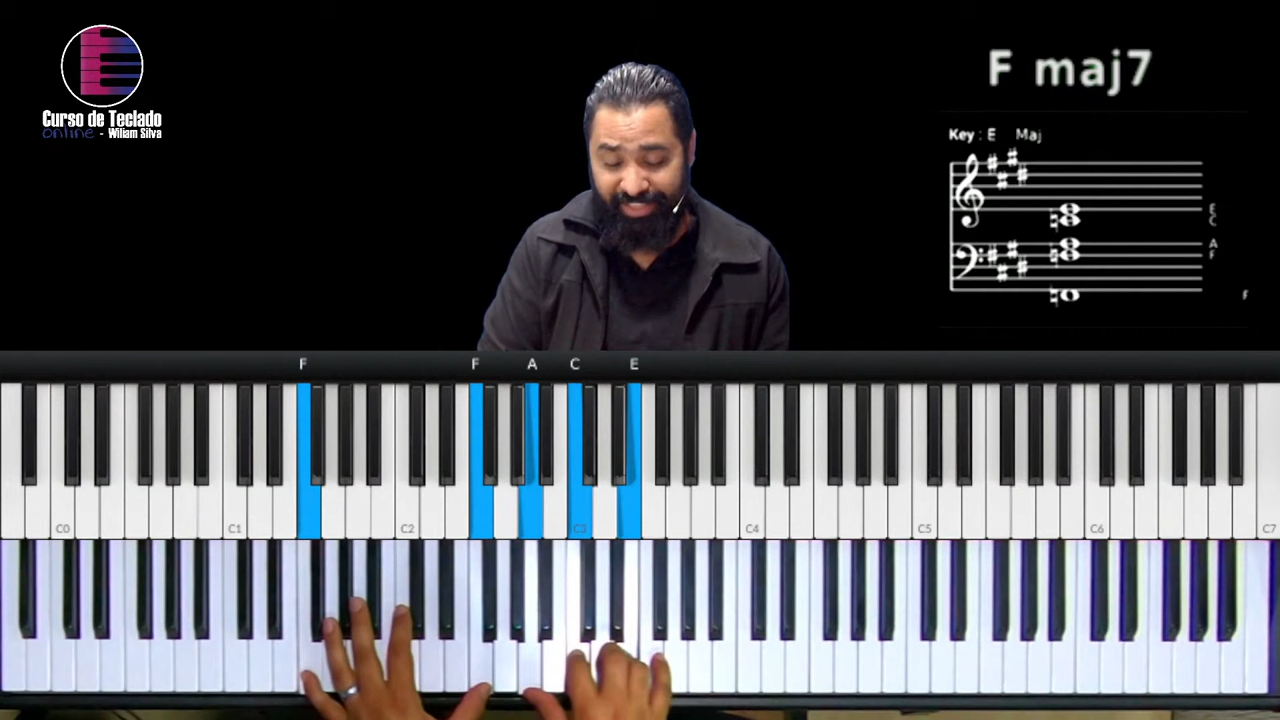 Curso de Teclado
online - Wiliam Silva
F maj7
Key : E Maj
E
C
A
F
F
F F A C E
C0 C1 C2 C3 C4 C5 C6 C7